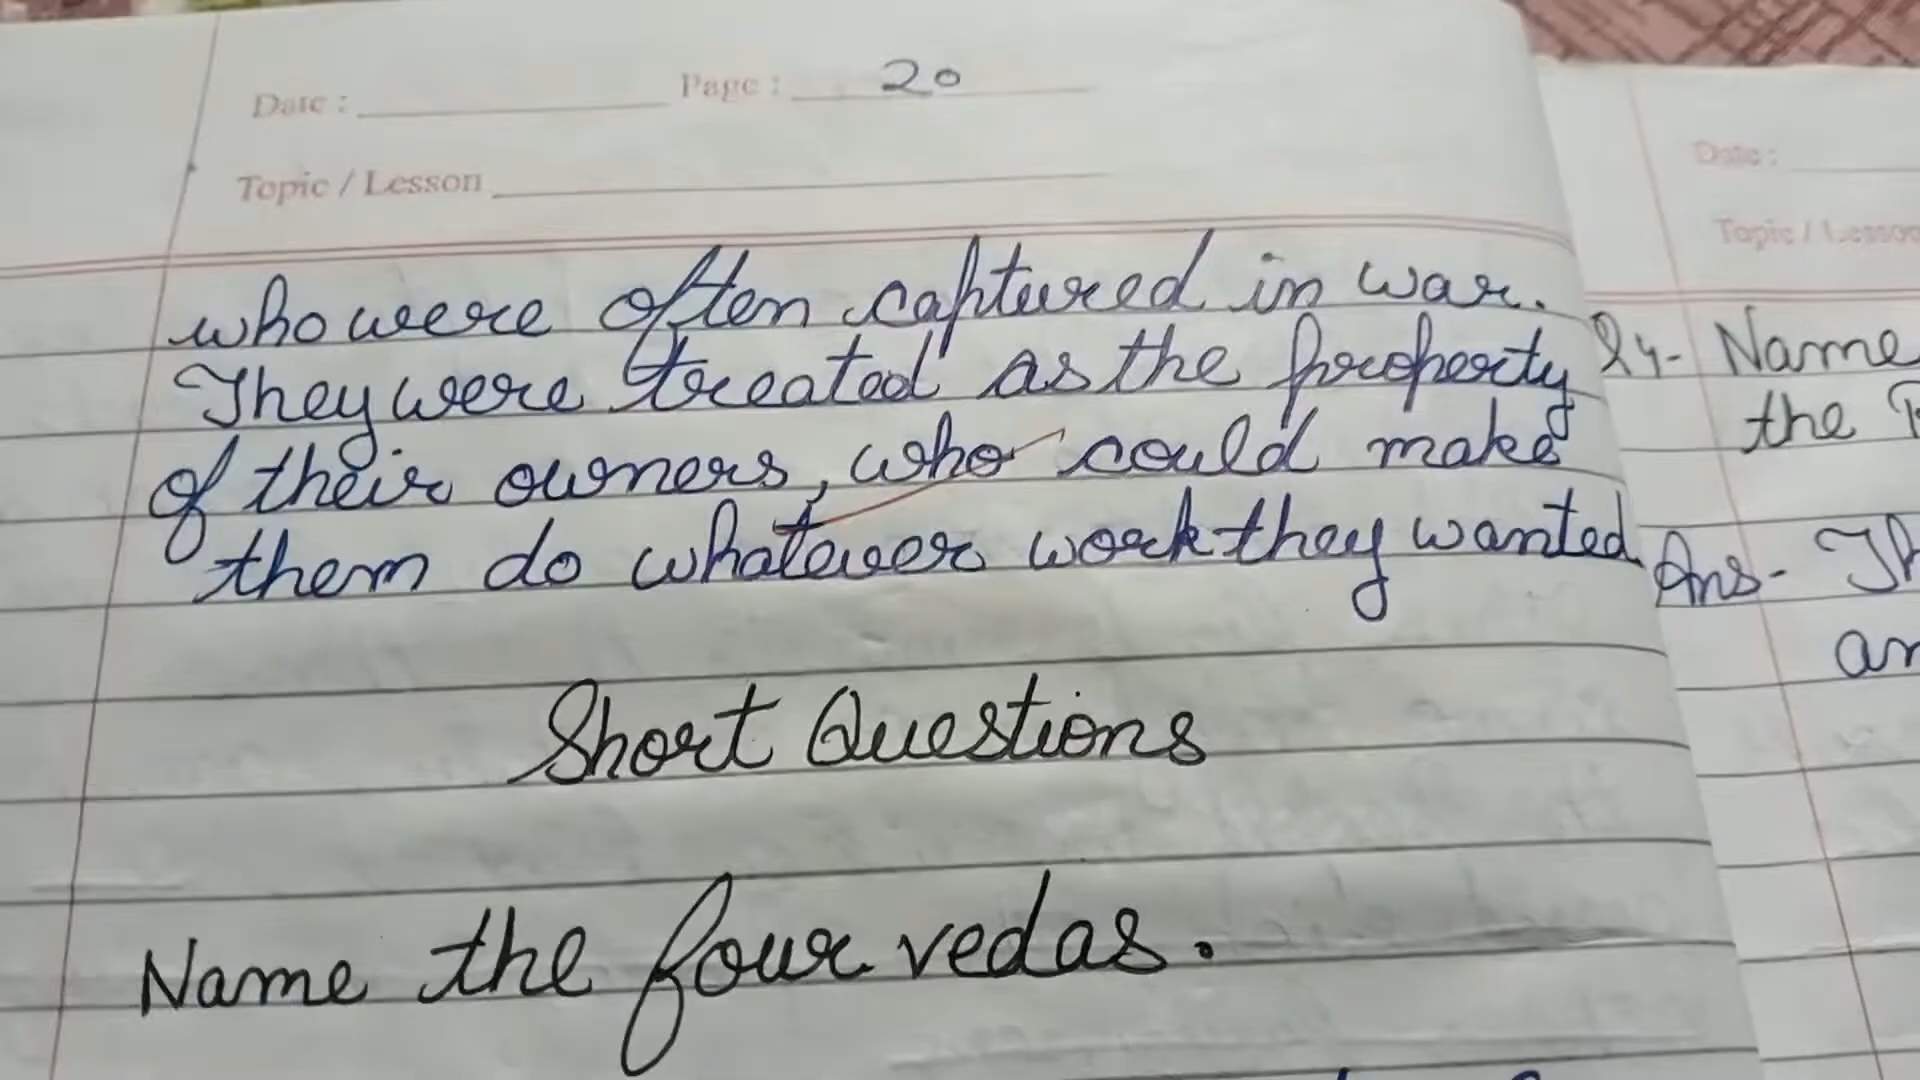 Date : Page : 20
Topic / Lesson
who were often captured in war.
They were treated as the property
of their owners, who could make
them do whatever work they wanted.
Short Questions
Name the four vedas.
Date :
Topic / Lesson
Q4- Name
the
Ans- Th
an